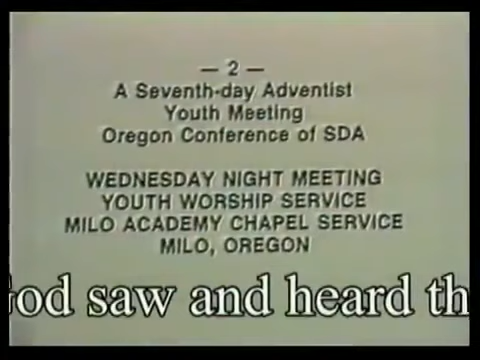 — 2 —
A Seventh-day Adventist
Youth Meeting
Oregon Conference of SDA
WEDNESDAY NIGHT MEETING
YOUTH WORSHIP SERVICE
MILO ACADEMY CHAPEL SERVICE
MILO, OREGON
God saw and heard th